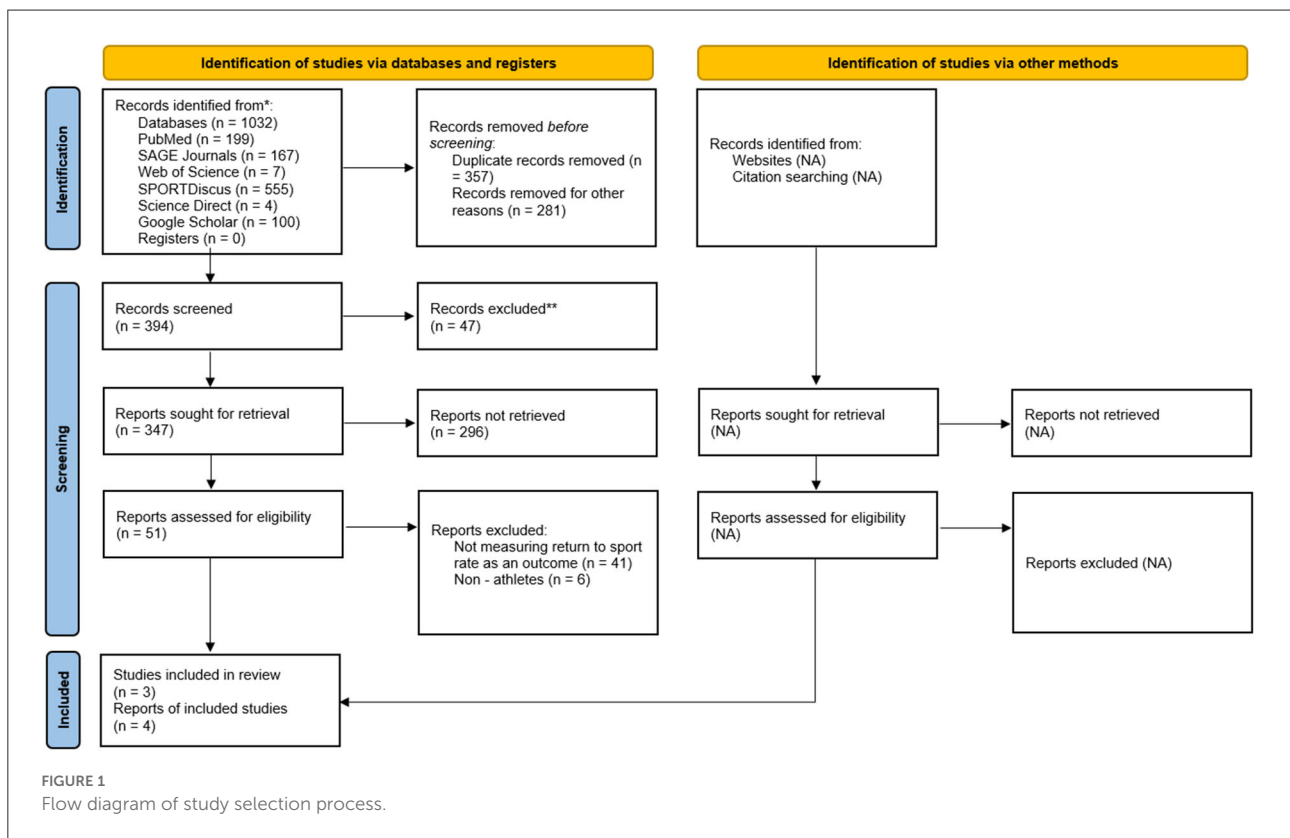 Identification of studies via databases and registers
Identification of studies via other methods
Identification
Records identified from*:
Databases (n = 1032)
PubMed (n = 199)
SAGE Journals (n = 167)
Web of Science (n = 7)
SPORTDiscus (n = 555)
Science Direct (n = 4)
Google Scholar (n = 100)
Registers (n = 0)
Records removed before
screening:
Duplicate records removed (n
= 357)
Records removed for other
reasons (n = 281)
Records identified from:
Websites (NA)
Citation searching (NA)
Screening
Records screened
(n = 394)
Records excluded**
(n = 47)
Reports sought for retrieval
(n = 347)
Reports not retrieved
(n = 296)
Reports sought for retrieval
(NA)
Reports not retrieved
(NA)
Reports assessed for eligibility
(n = 51)
Reports excluded:
Not measuring return to sport
rate as an outcome (n = 41)
Non - athletes (n = 6)
Reports assessed for eligibility
(NA)
Reports excluded (NA)
Included
Studies included in review
(n = 3)
Reports of included studies
(n = 4)
FIGURE 1
Flow diagram of study selection process.